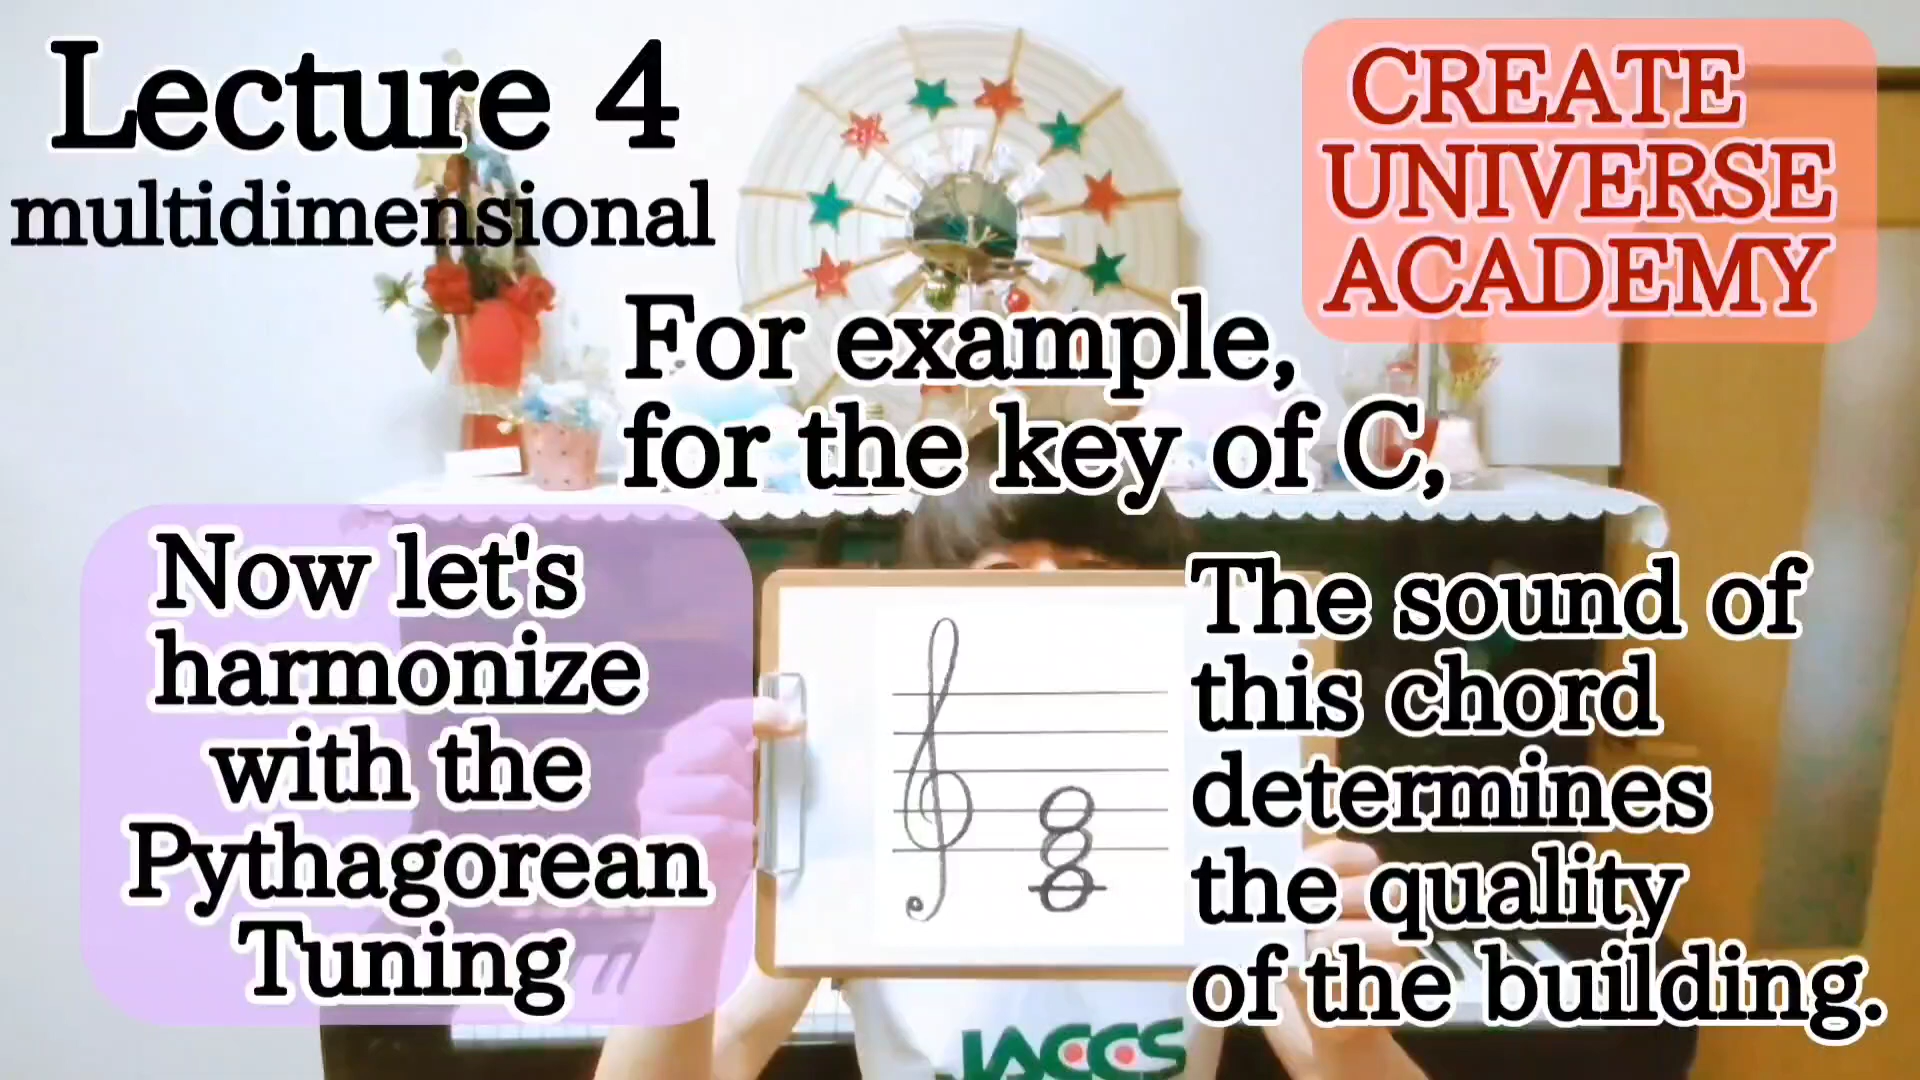 Lecture 4
multidimensional
CREATE
UNIVERSE
ACADEMY
For example,
for the key of C,
Now let's
harmonize
with the
Pythagorean
Tuning
The sound of
this chord
determines
the quality
of the building.
JACCS